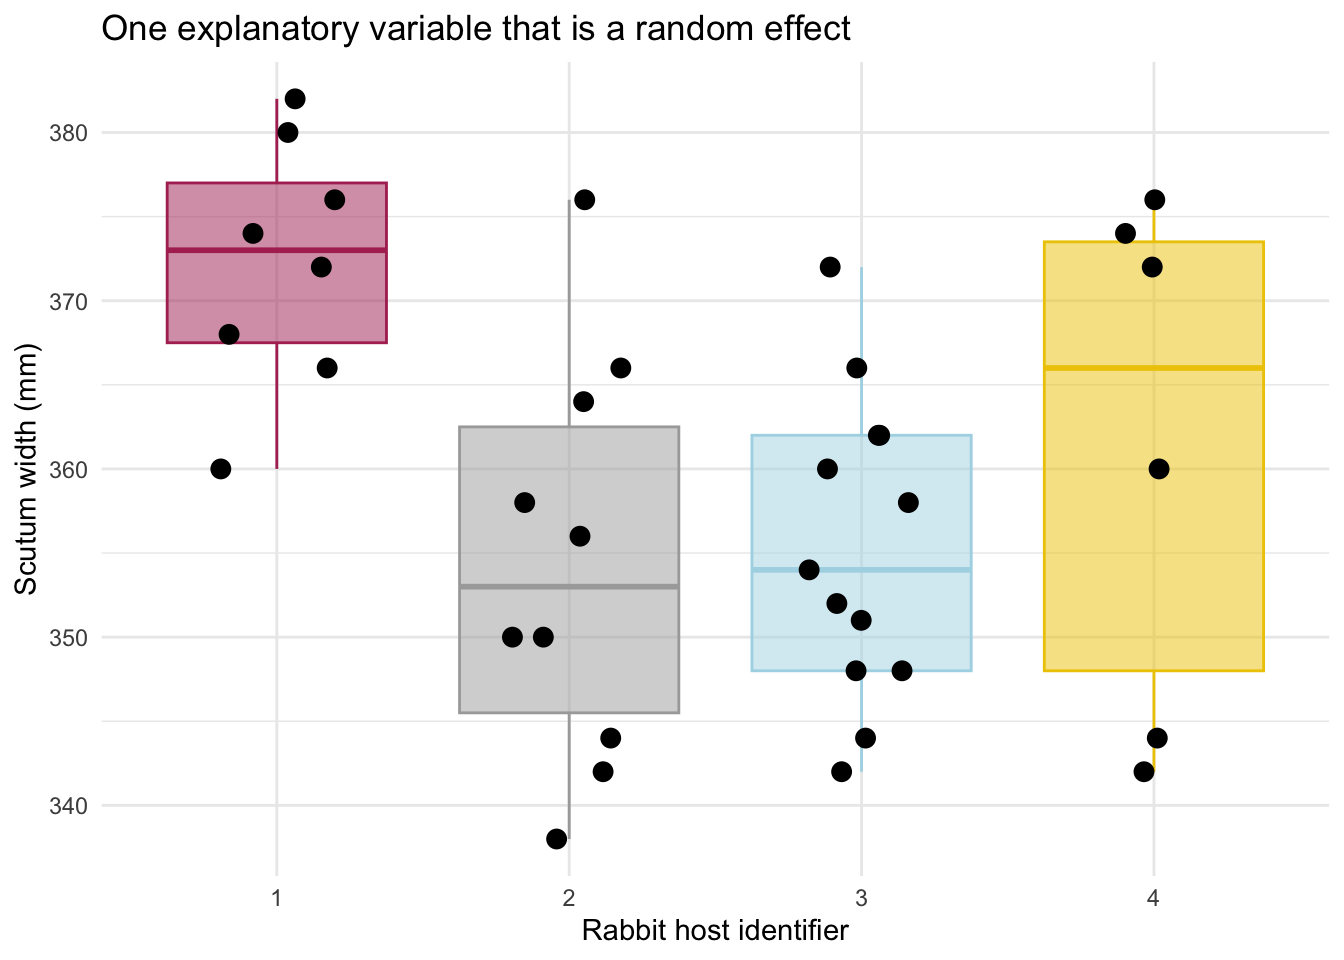 One explanatory variable that is a random effect
380
370
360
350
340
Scutum width (mm)
1 2 3 4
Rabbit host identifier